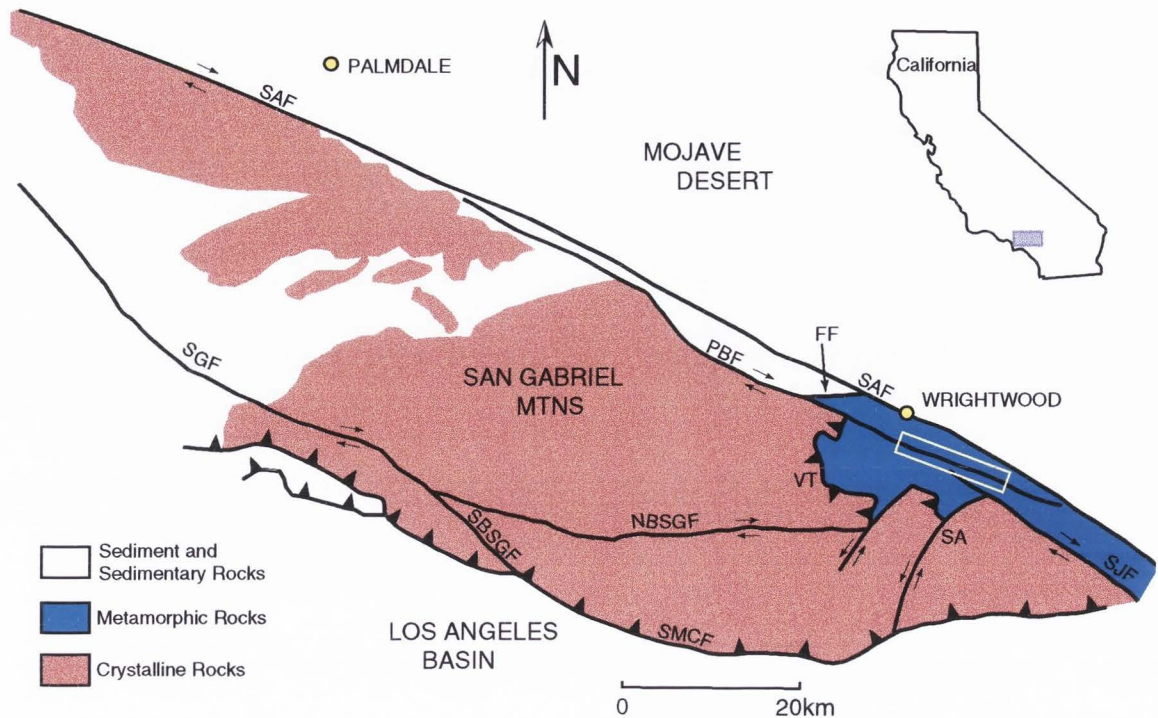 PALMDALE
SAF
N
California
MOJAVE
DESERT
FF
SGF
PBF
SAF
SAN GABRIEL
MTNS
WRIGHTWOOD
VT
SBSGF
NBSGF
SA
SJF
Sediment and
Sedimentary Rocks
Metamorphic Rocks
Crystalline Rocks
LOS ANGELES
BASIN
SMCF
0
20km